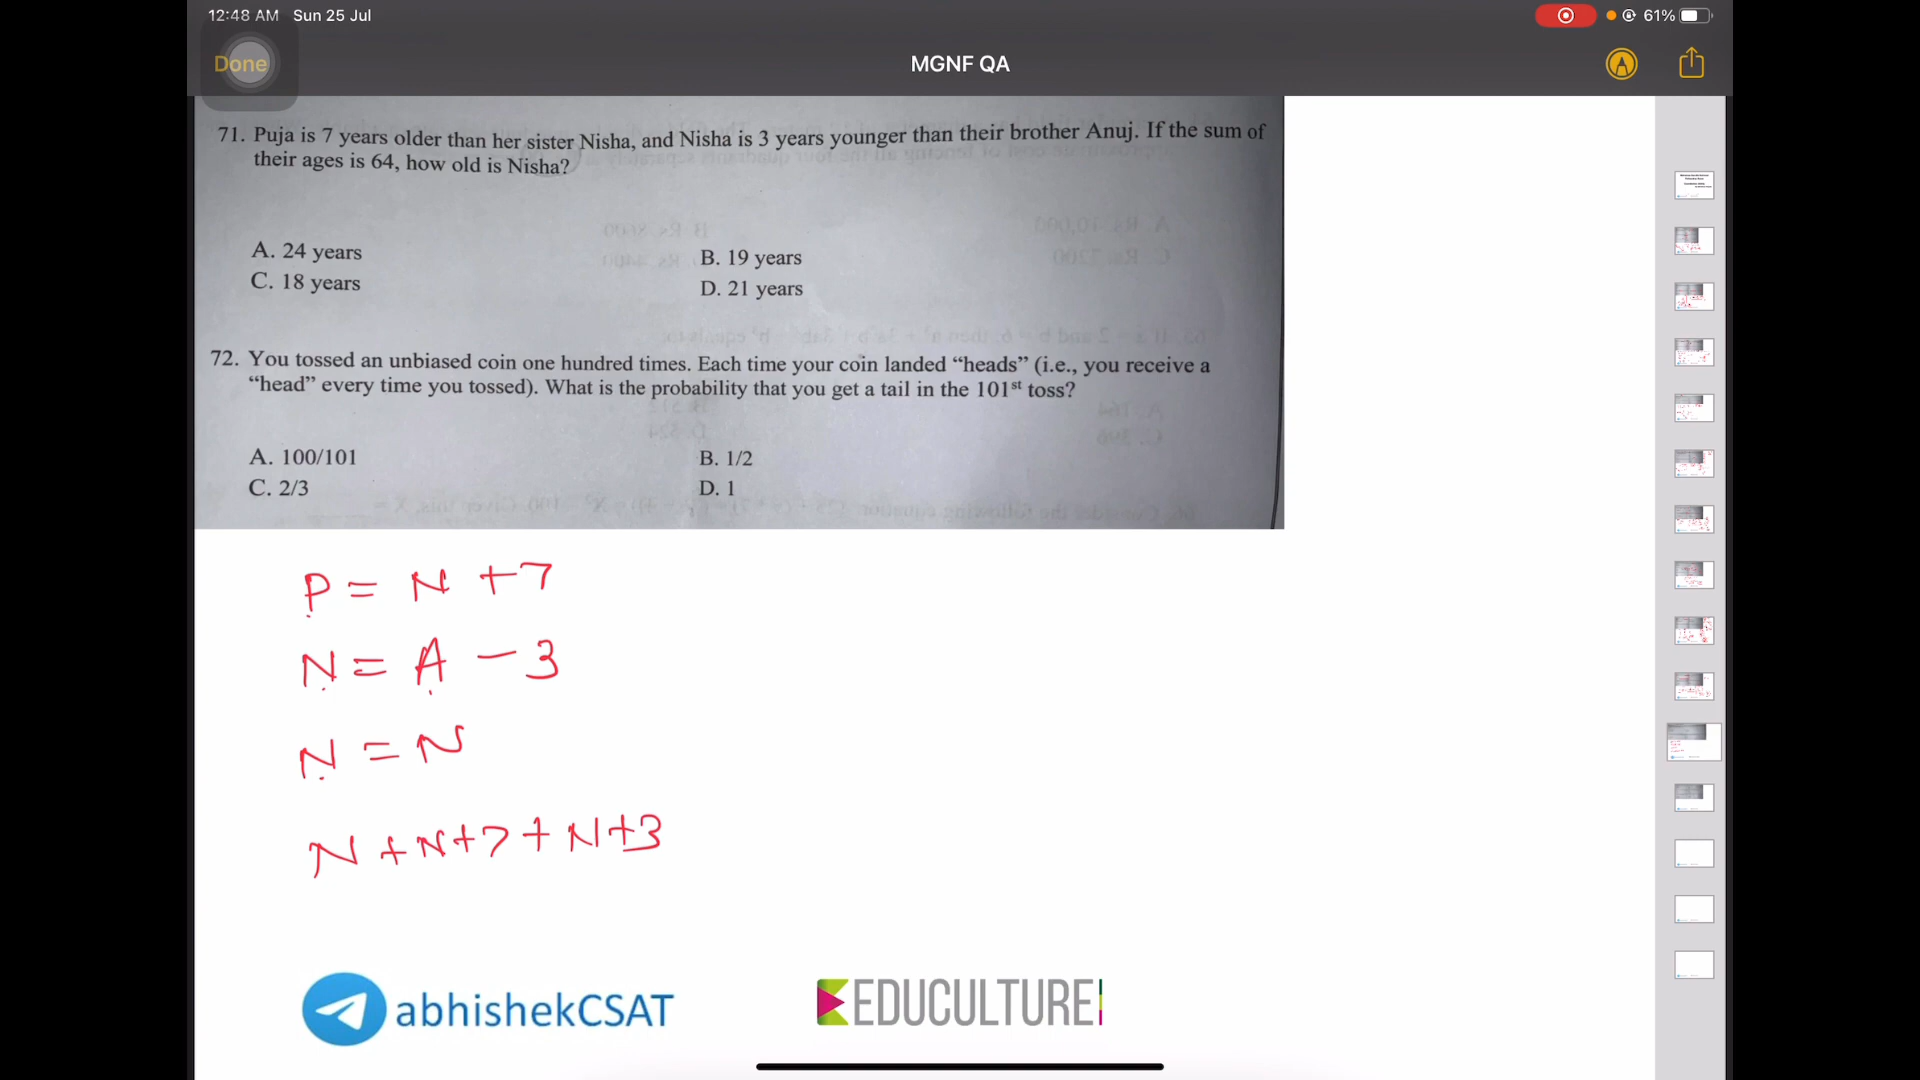 12:48 AM Sun 25 Jul
61%
Done
MGNF QA
71. Puja is 7 years older than her sister Nisha, and Nisha is 3 years younger than their brother Anuj. If the sum of
their ages is 64, how old is Nisha?
A. 24 years
B. 19 years
C. 18 years
D. 21 years
72. You tossed an unbiased coin one hundred times. Each time your coin landed “heads” (i.e., you receive a
“head” every time you tossed). What is the probability that you get a tail in the 101st toss?
A. 100/101
B. 1/2
C. 2/3
D. 1
P = N + 7
N = A - 3
N = N
N + N + 7 + N + 3
abhishekCSAT
EDUCULTURE